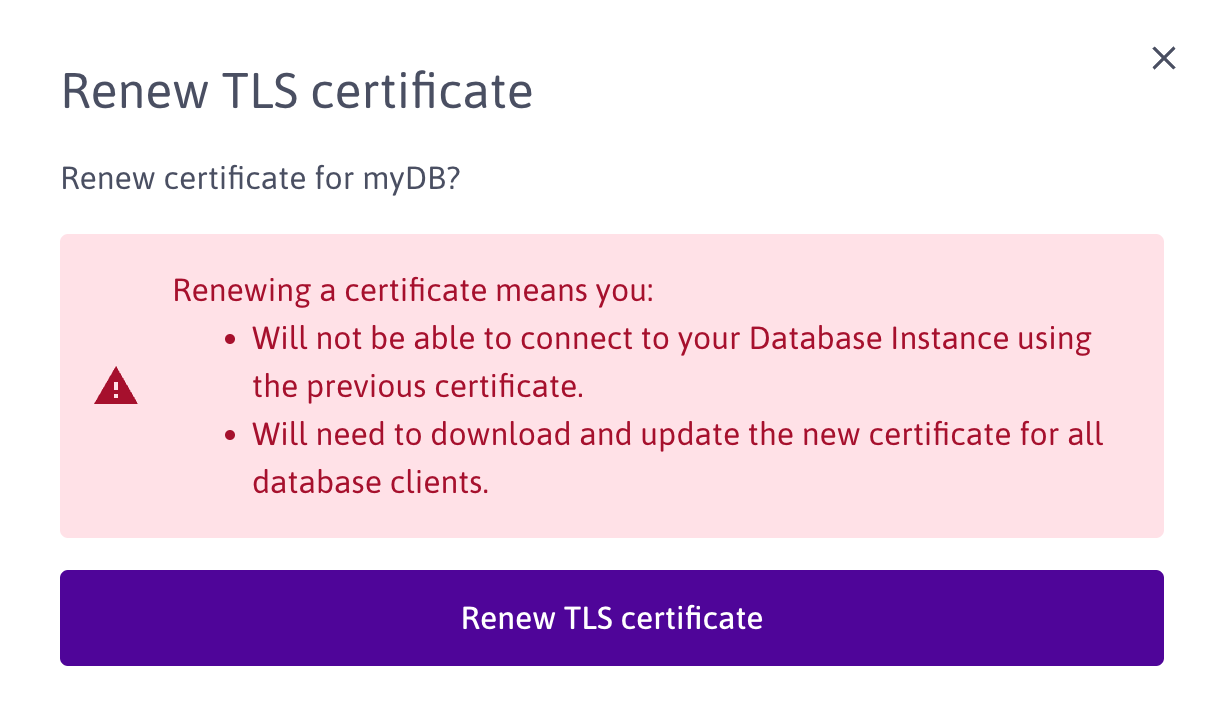 Renew TLS certificate
Renew certificate for myDB?
Renewing a certificate means you:
• Will not be able to connect to your Database Instance using
the previous certificate.
• Will need to download and update the new certificate for all
database clients.
Renew TLS certificate